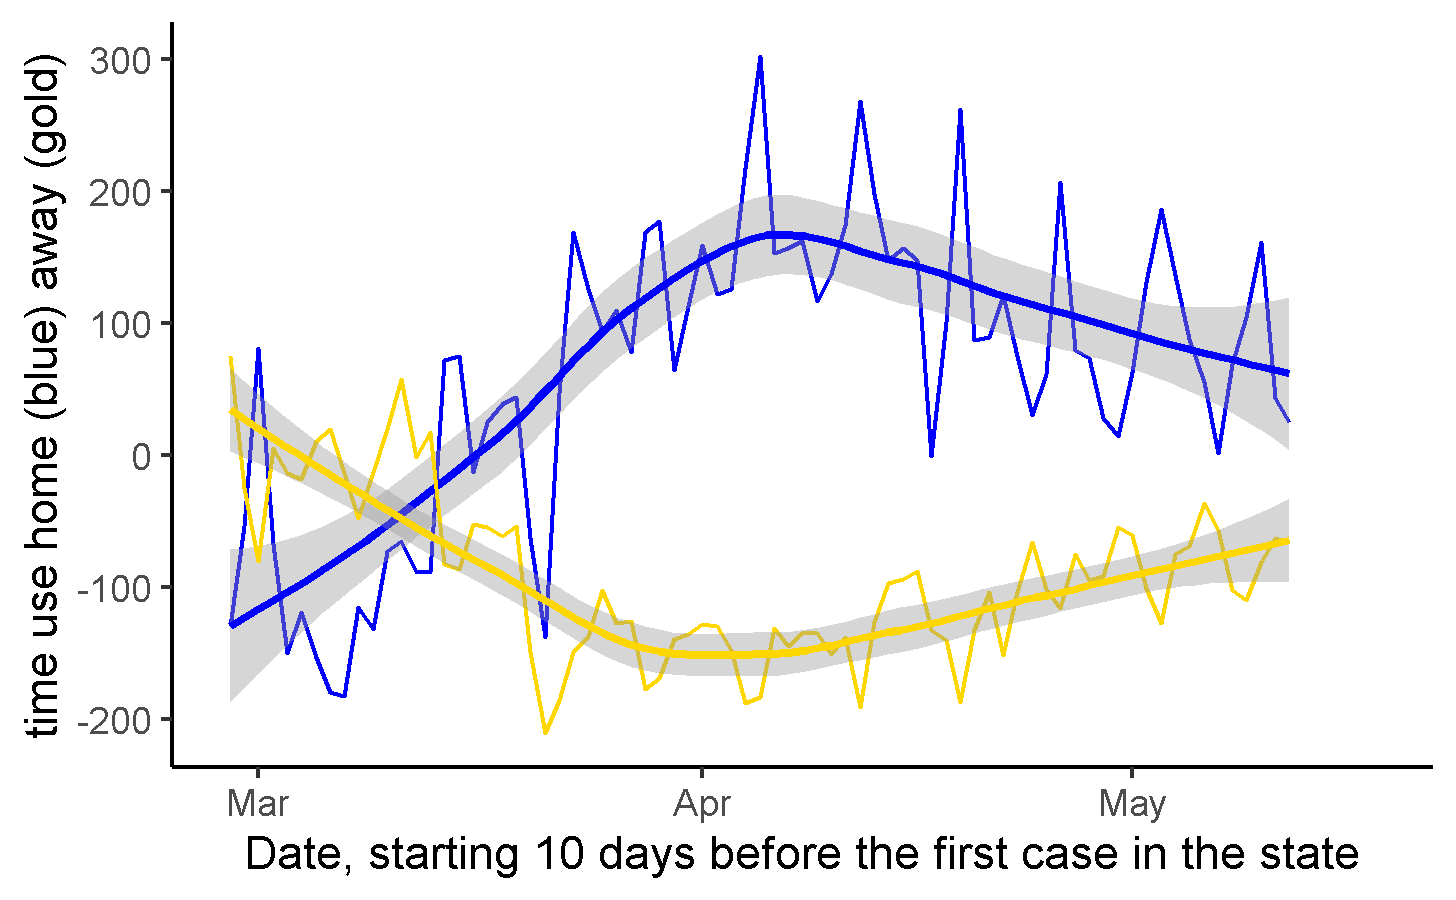 time use home (blue) away (gold)
300
200
100
0
-100
-200
Mar Apr May
Date, starting 10 days before the first case in the state